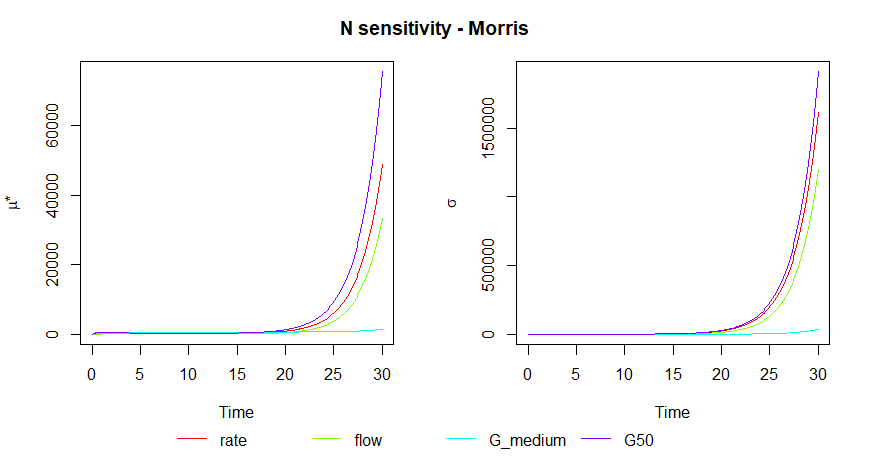 N sensitivity - Morris
μ*
0 20000 40000 60000
0 5 10 15 20 25 30
Time
σ
0 500000 1500000
0 5 10 15 20 25 30
Time
rate flow G_medium G50